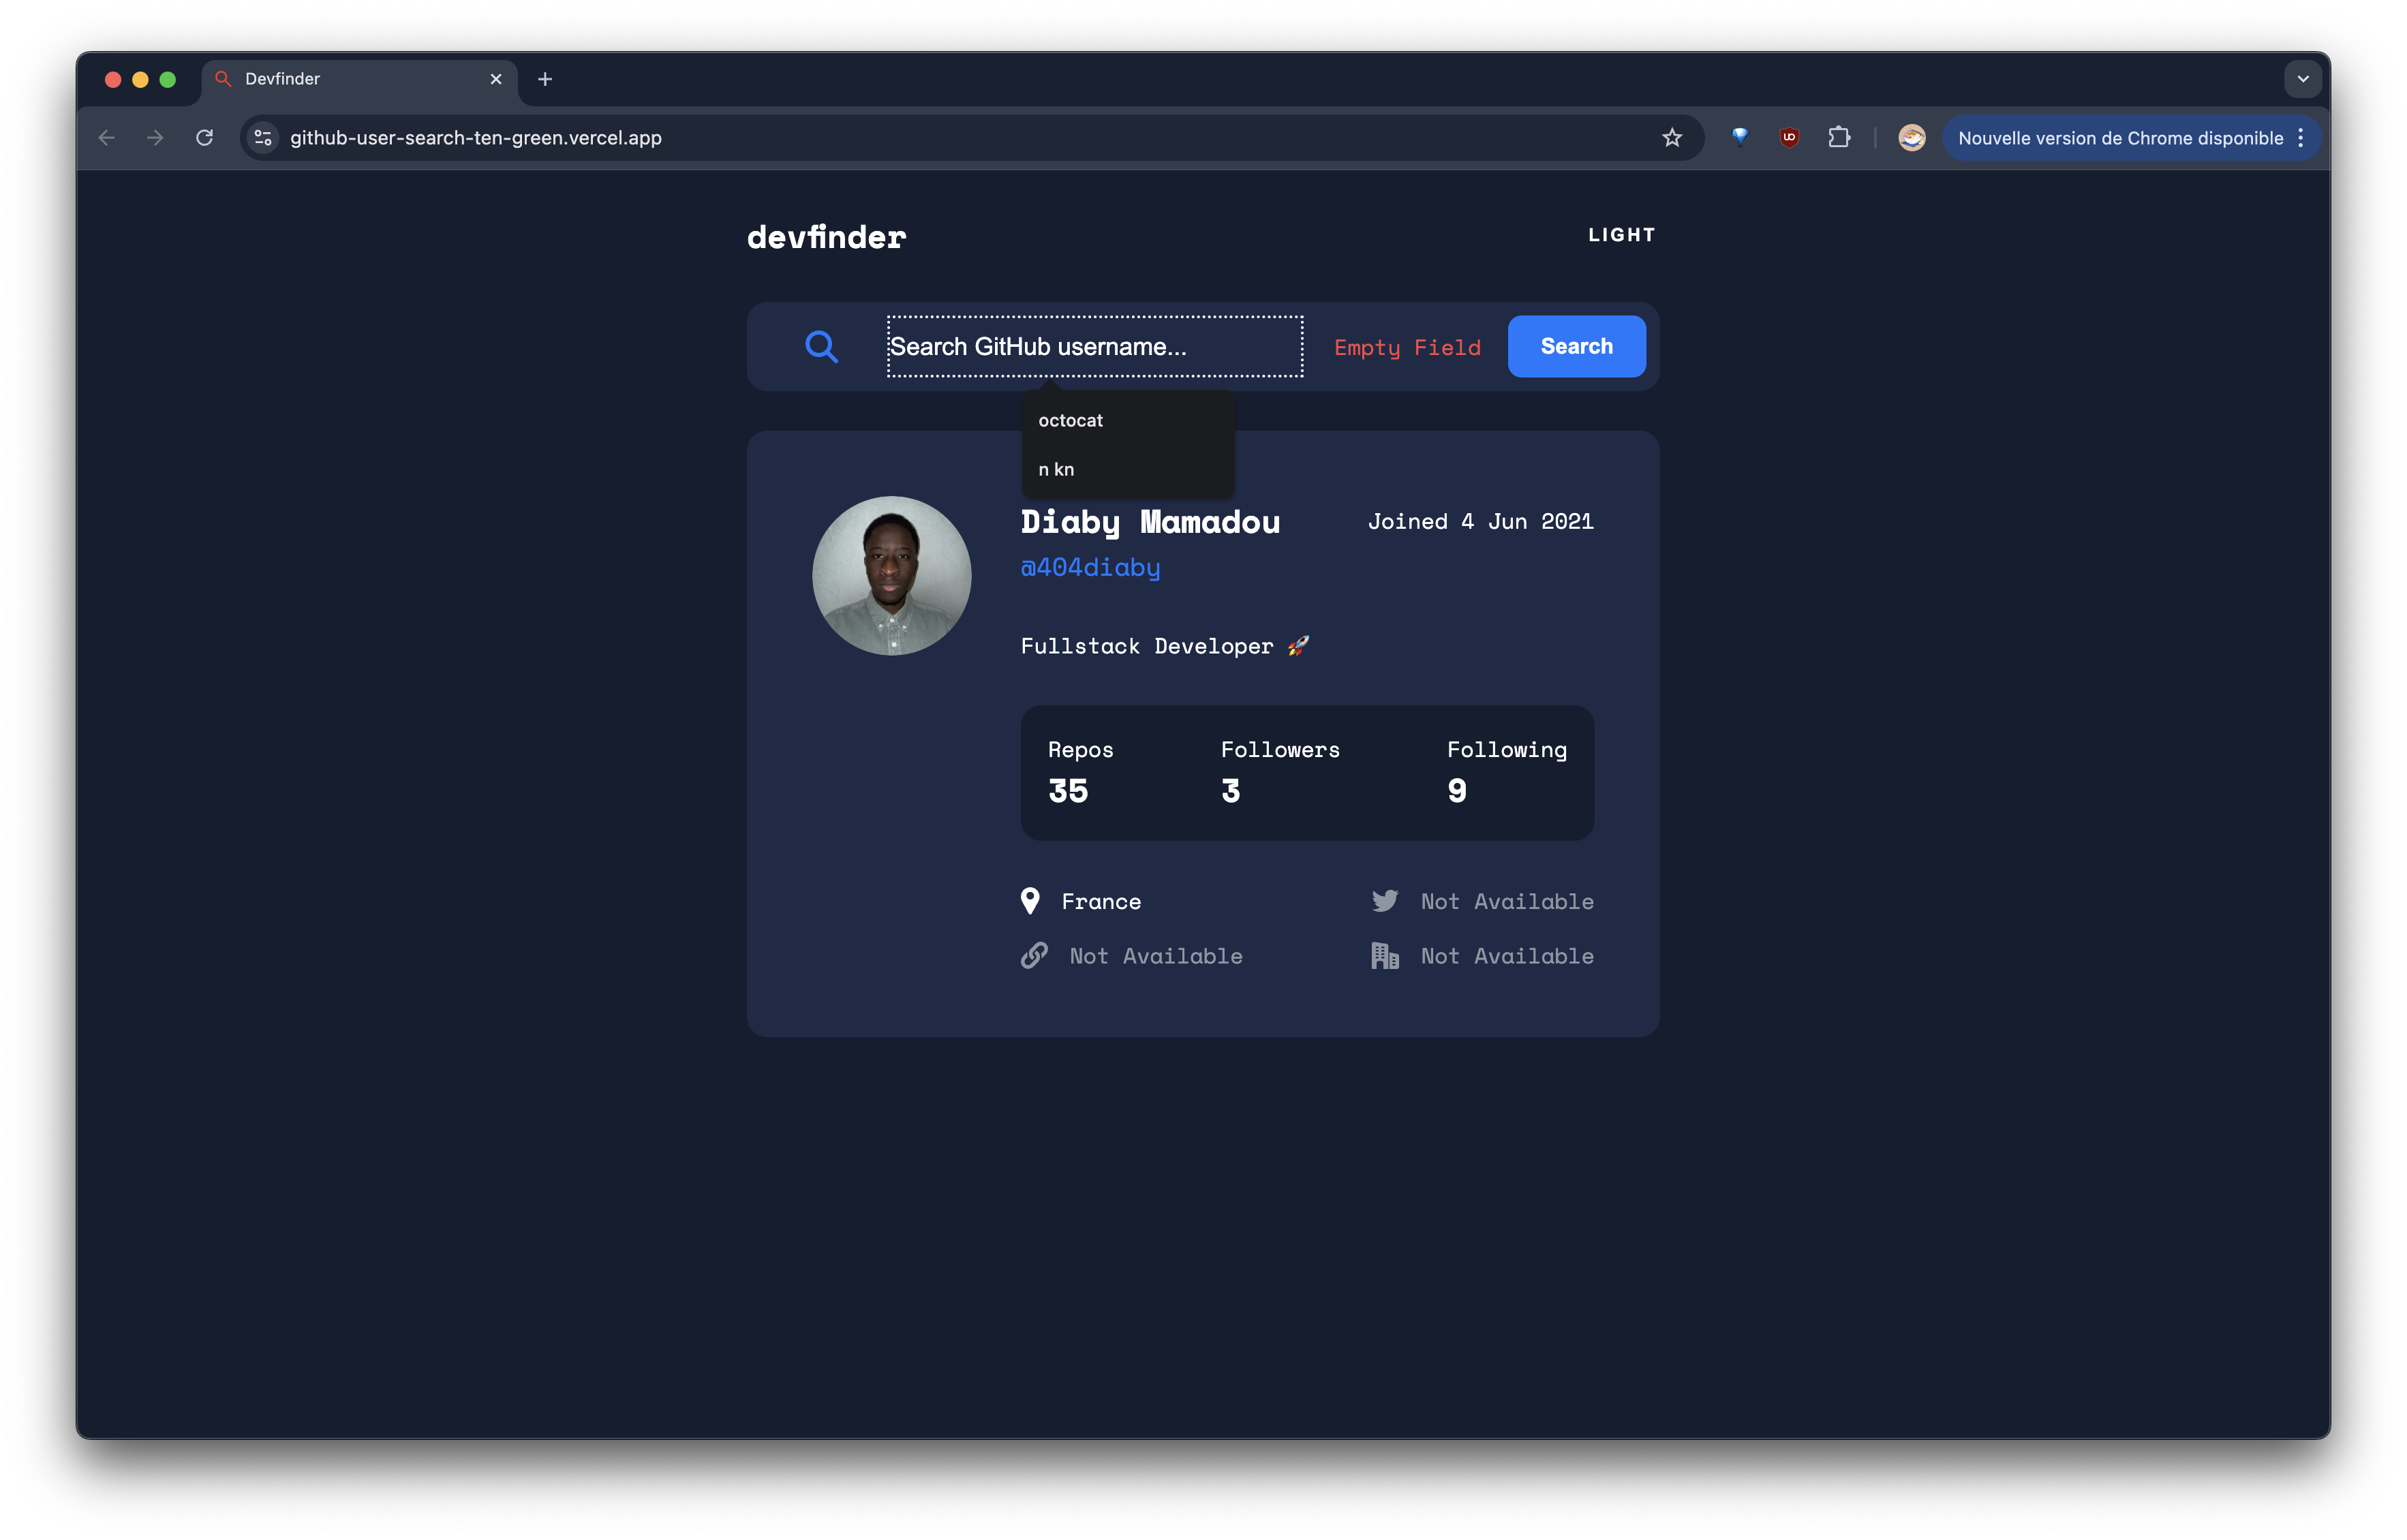 Devfinder
github-user-search-ten-green.vercel.app
Nouvelle version de Chrome disponible
devfinder
LIGHT
Search GitHub username...
Empty Field
Search
octocat
n kn
Diaby Mamadou
Joined 4 Jun 2021
@404diaby
Fullstack Developer 🚀
Repos Followers Following
35 3 9
France Not Available
Not Available Not Available